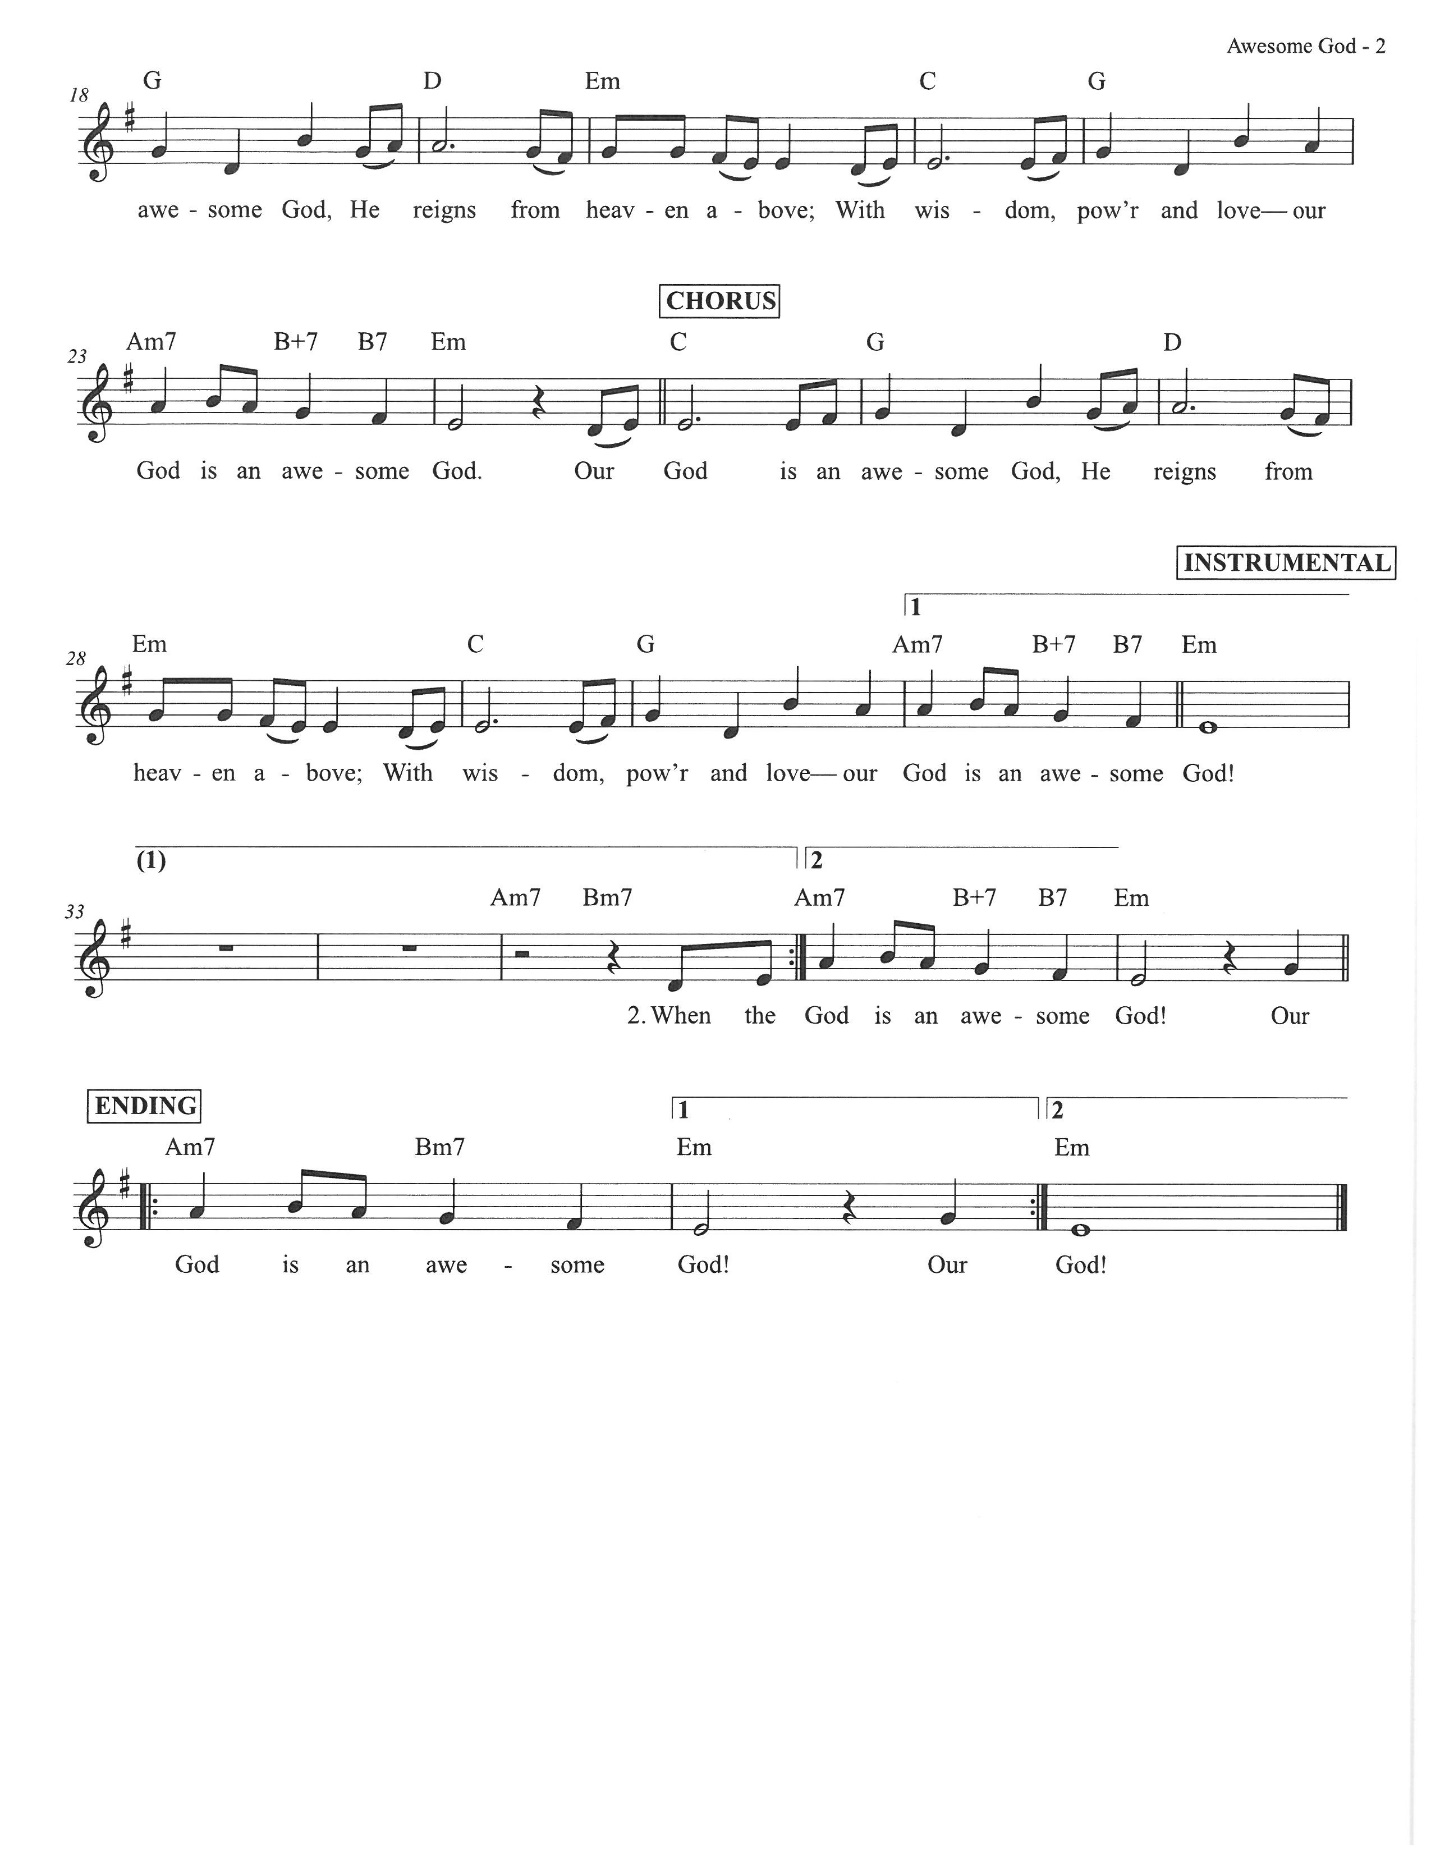 Awesome God - 2
G D Em C G
18
awe - some God, He reigns from heav - en a - bove; With wis - dom, pow'r and love— our
CHORUS
Am7 B+7 B7 Em C G D
23
God is an awe - some God. Our God is an awe - some God, He reigns from
INSTRUMENTAL
1
Em C G Am7 B+7 B7 Em
28
heav - en a - bove; With wis - dom, pow'r and love— our God is an awe - some God!
(1) 2
Am7 Bm7 Am7 B+7 B7 Em
33
2. When the God is an awe - some God! Our
ENDING 1 2
Am7 Bm7 Em Em
God is an awe - some God! Our God!